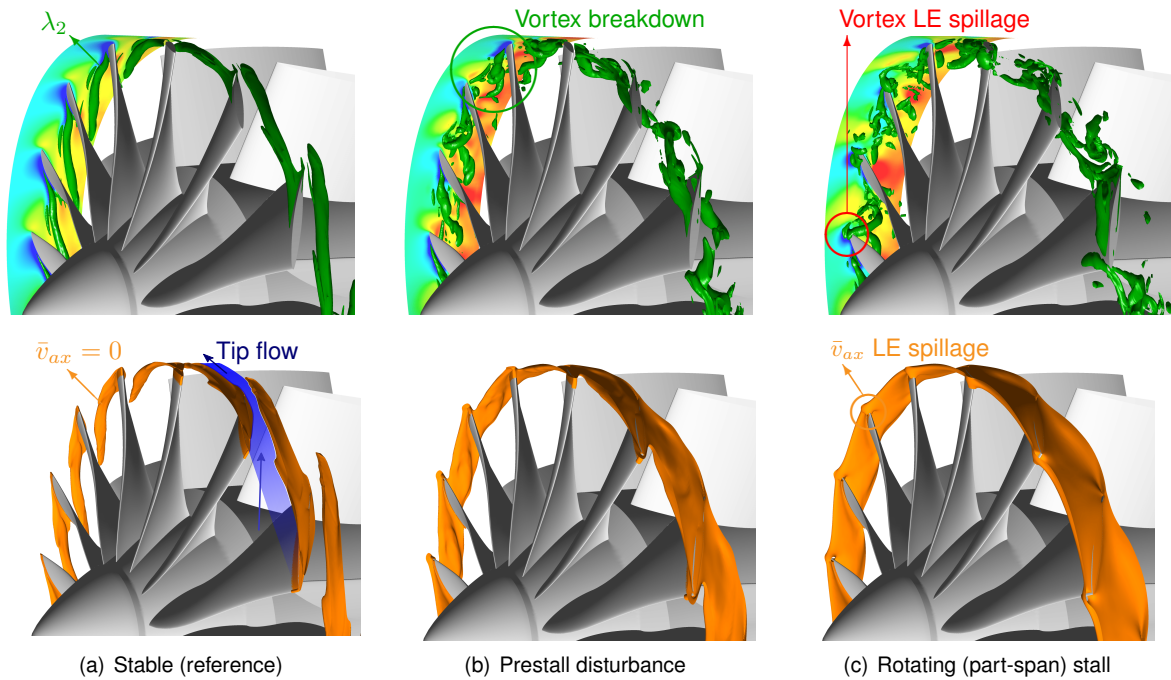 λ₂
Vortex breakdown
Vortex LE spillage
v̄ₐₓ = 0
Tip flow
v̄ₐₓ LE spillage
(a) Stable (reference)
(b) Prestall disturbance
(c) Rotating (part-span) stall